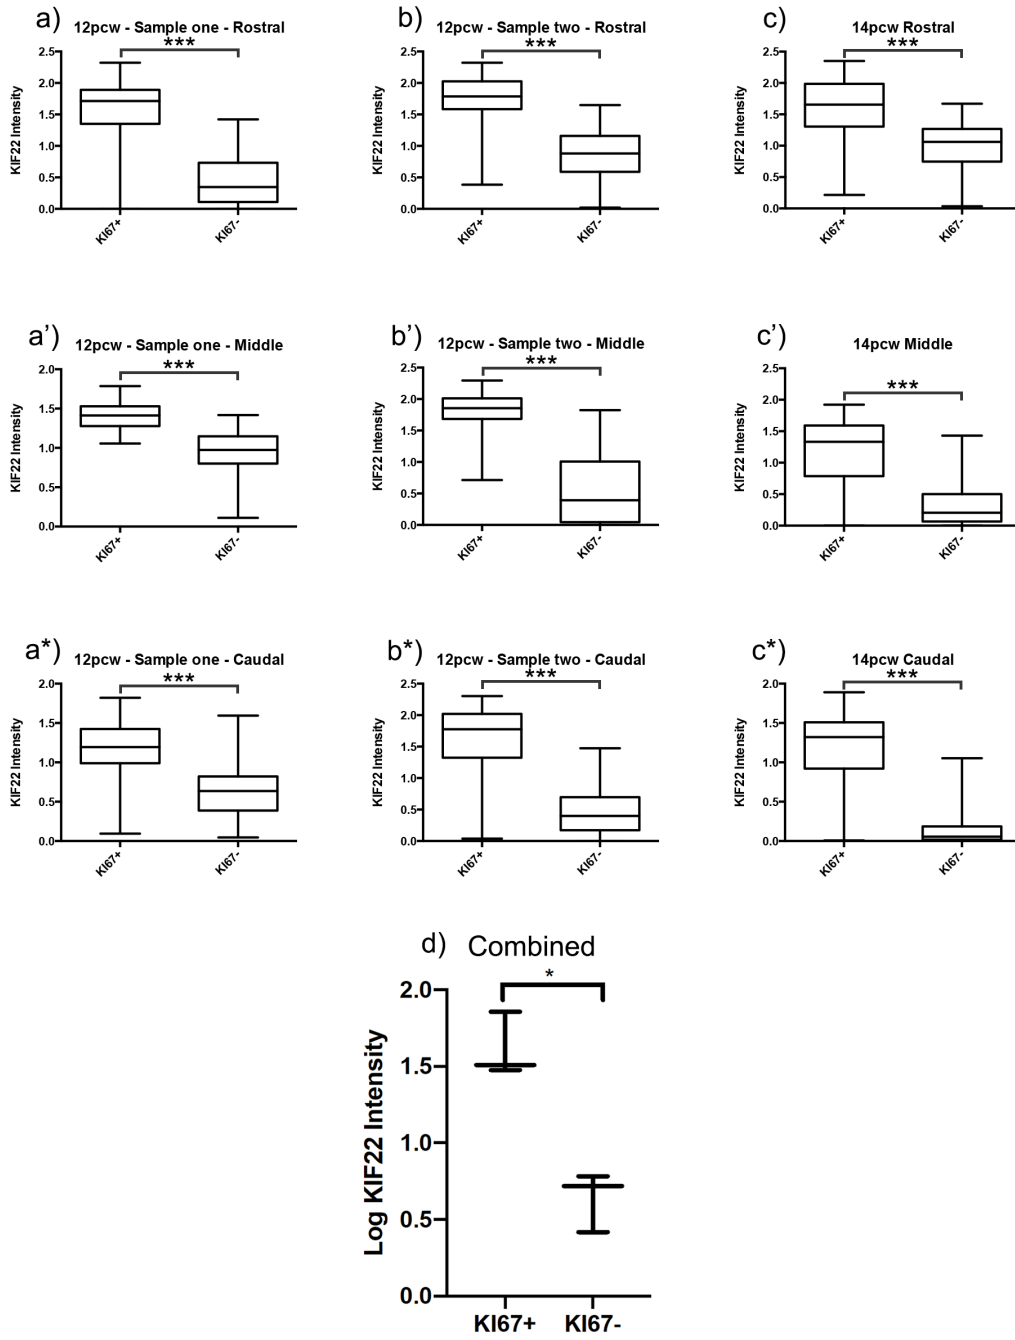 a) b) c)
12pcw - Sample one - Rostral 12pcw - Sample two - Rostral 14pcw Rostral
*** *** ***
KIF22 Intensity KIF22 Intensity KIF22 Intensity
2.5 2.5 2.5
2.0 2.0 2.0
1.5 1.5 1.5
1.0 1.0 1.0
0.5 0.5 0.5
0.0 0.0 0.0
KI67+ KI67- KI67+ KI67- KI67+ KI67-
a') b') c')
12pcw - Sample one - Middle 12pcw - Sample two - Middle 14pcw Middle
*** *** ***
KIF22 Intensity KIF22 Intensity KIF22 Intensity
2.0 2.5 2.5
1.5 2.0 2.0
1.0 1.5 1.5
0.5 1.0 1.0
0.0 0.5 0.5
0.0 0.0
KI67+ KI67- KI67+ KI67- KI67+ KI67-
a*) b*) c*)
12pcw - Sample one - Caudal 12pcw - Sample two - Caudal 14pcw Caudal
*** *** ***
KIF22 Intensity KIF22 Intensity KIF22 Intensity
2.0 2.5 2.0
1.5 2.0 1.5
1.0 1.5 1.0
0.5 1.0 0.5
0.0 0.5 0.0
0.0
KI67+ KI67- KI67+ KI67- KI67+ KI67-
d) Combined
*
Log KIF22 Intensity
2.0
1.5
1.0
0.5
0.0
KI67+ KI67-